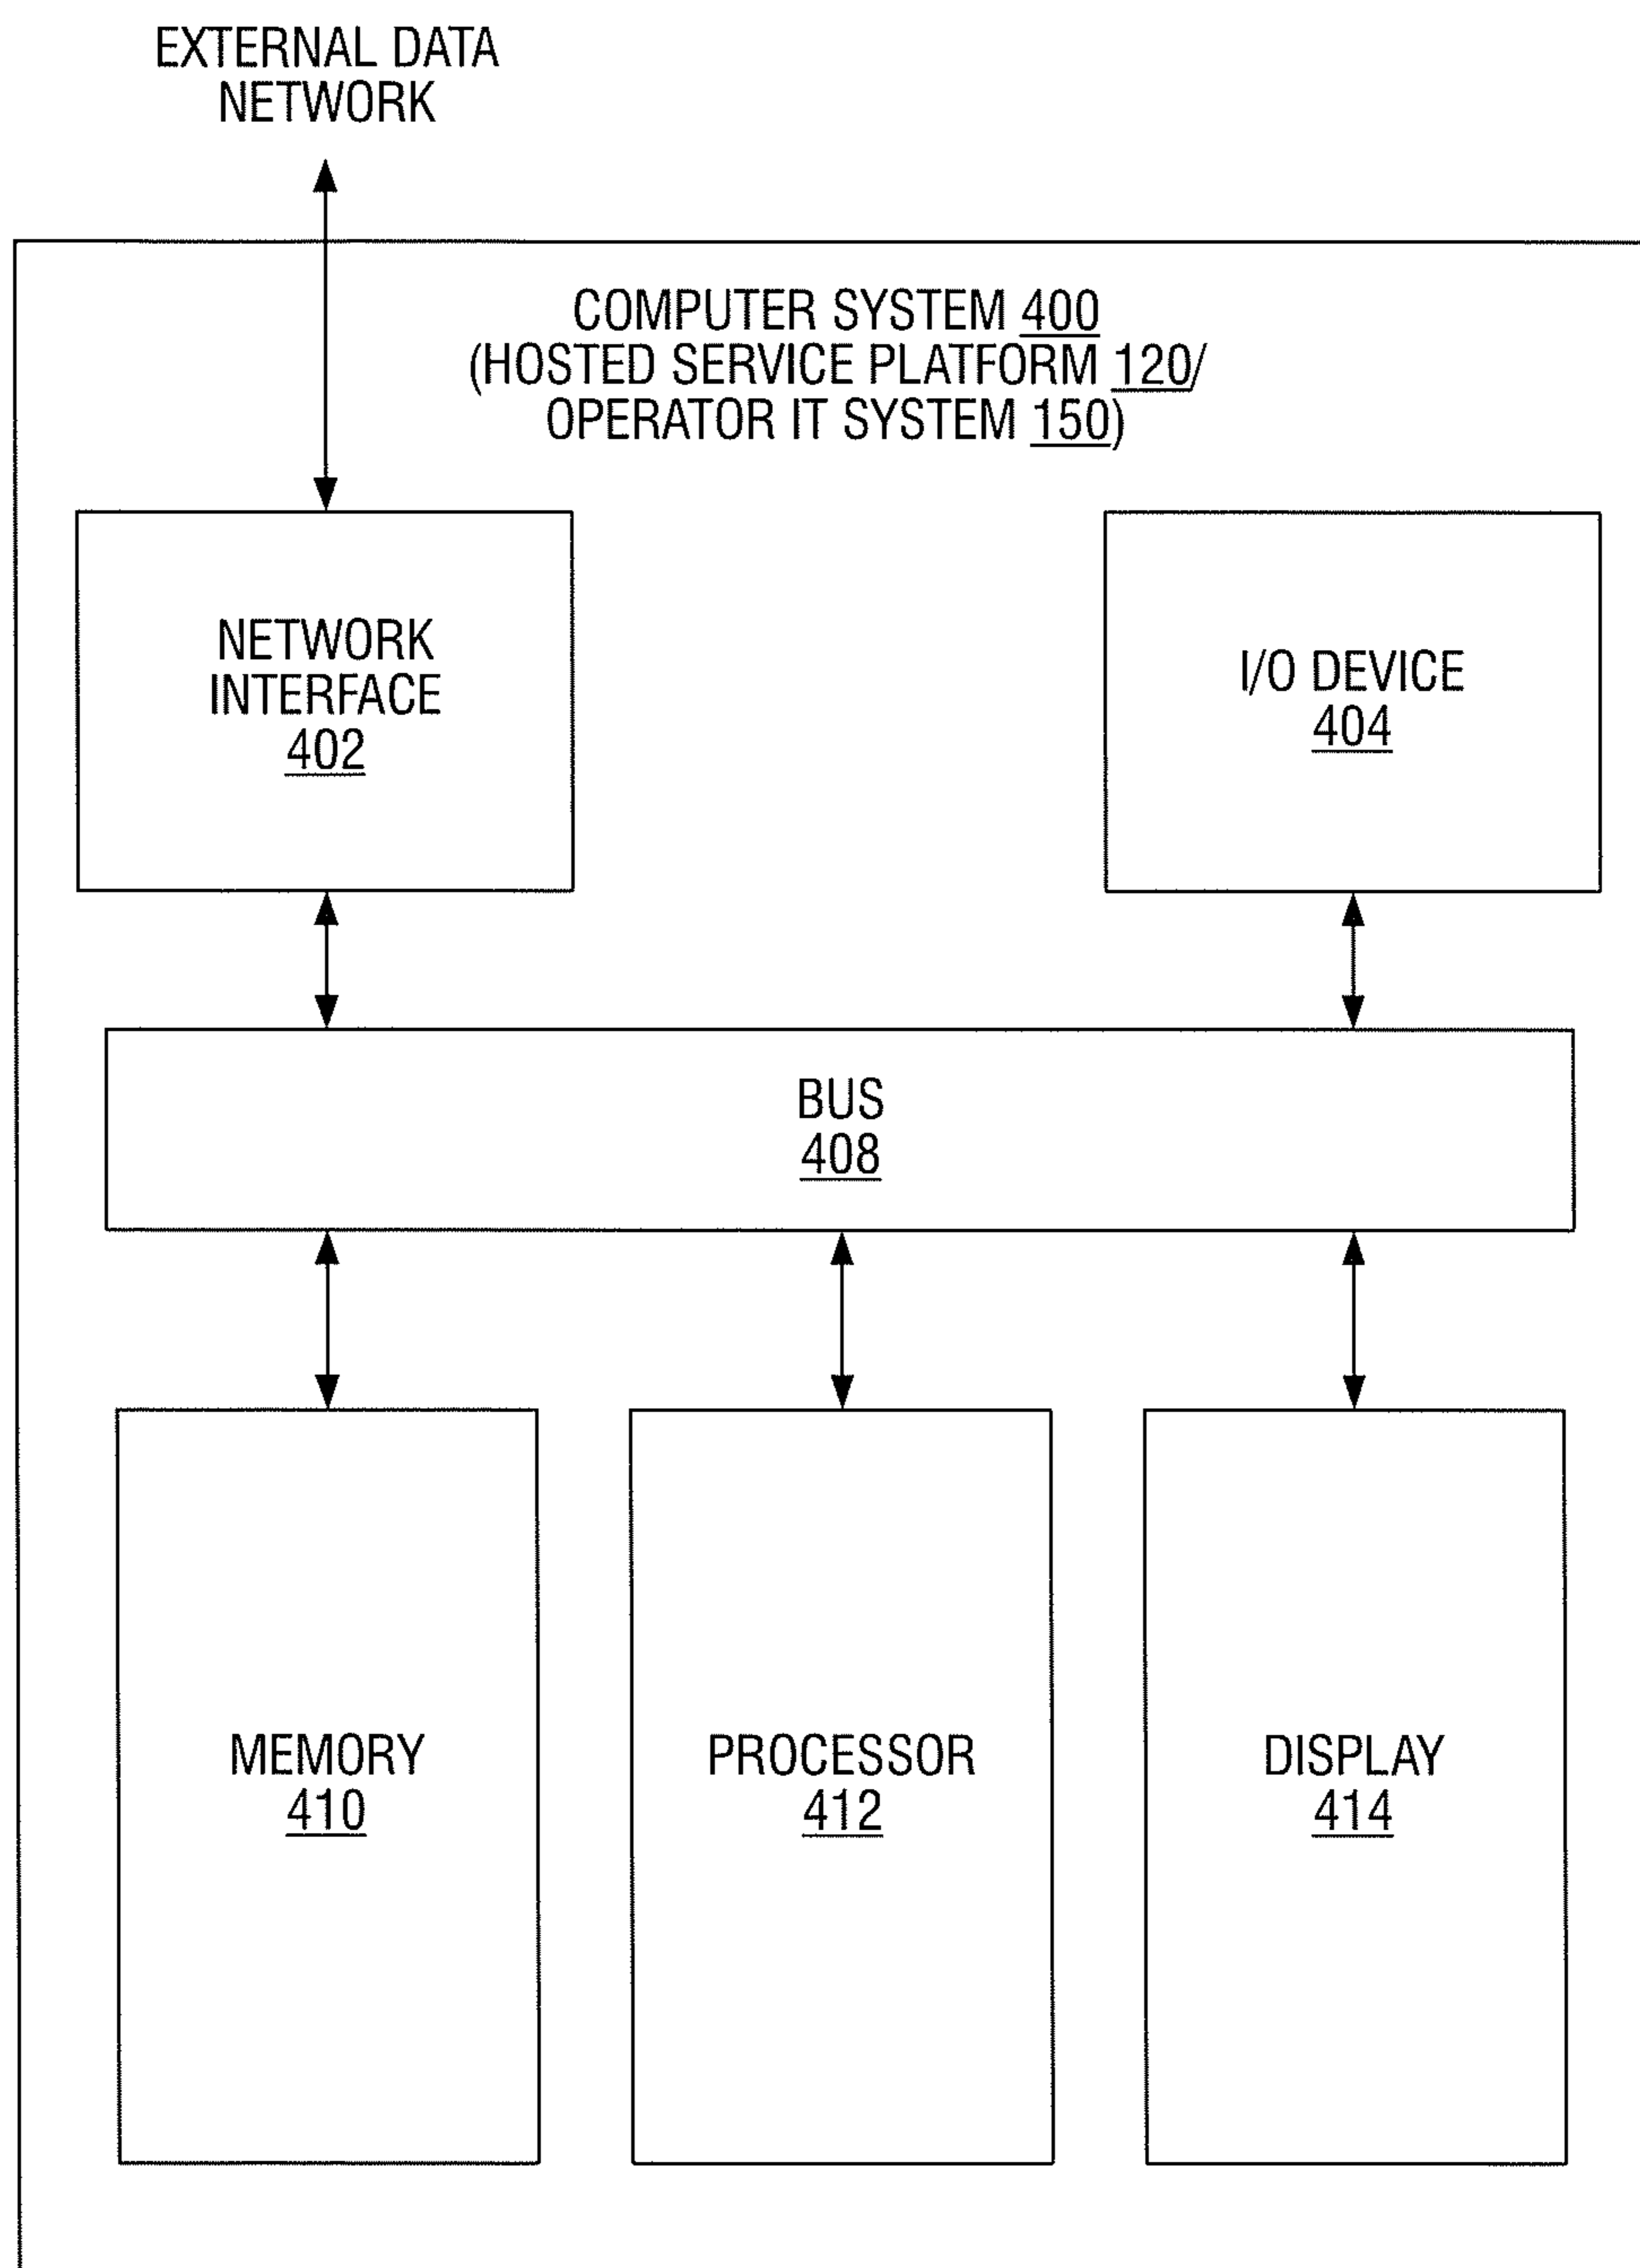 EXTERNAL DATA
NETWORK
COMPUTER SYSTEM 400
(HOSTED SERVICE PLATFORM 120/
OPERATOR IT SYSTEM 150)
NETWORK
INTERFACE
402
I/O DEVICE
404
BUS
408
MEMORY
410
PROCESSOR
412
DISPLAY
414